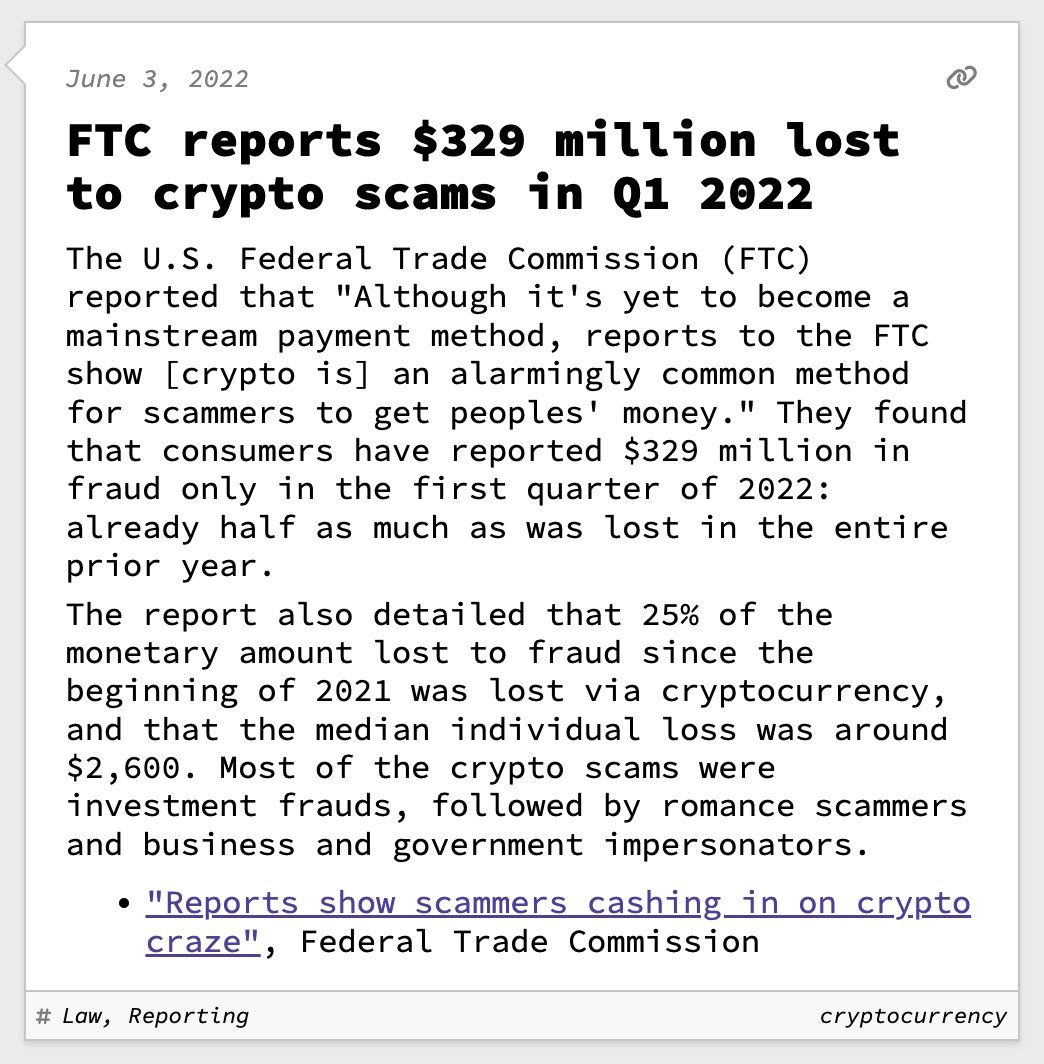 June 3, 2022
FTC reports $329 million lost
to crypto scams in Q1 2022
The U.S. Federal Trade Commission (FTC)
reported that "Although it's yet to become a
mainstream payment method, reports to the FTC
show [crypto is] an alarmingly common method
for scammers to get peoples' money." They found
that consumers have reported $329 million in
fraud only in the first quarter of 2022:
already half as much as was lost in the entire
prior year.
The report also detailed that 25% of the
monetary amount lost to fraud since the
beginning of 2021 was lost via cryptocurrency,
and that the median individual loss was around
$2,600. Most of the crypto scams were
investment frauds, followed by romance scammers
and business and government impersonators.
• "Reports show scammers cashing in on crypto
craze", Federal Trade Commission
# Law, Reporting
cryptocurrency